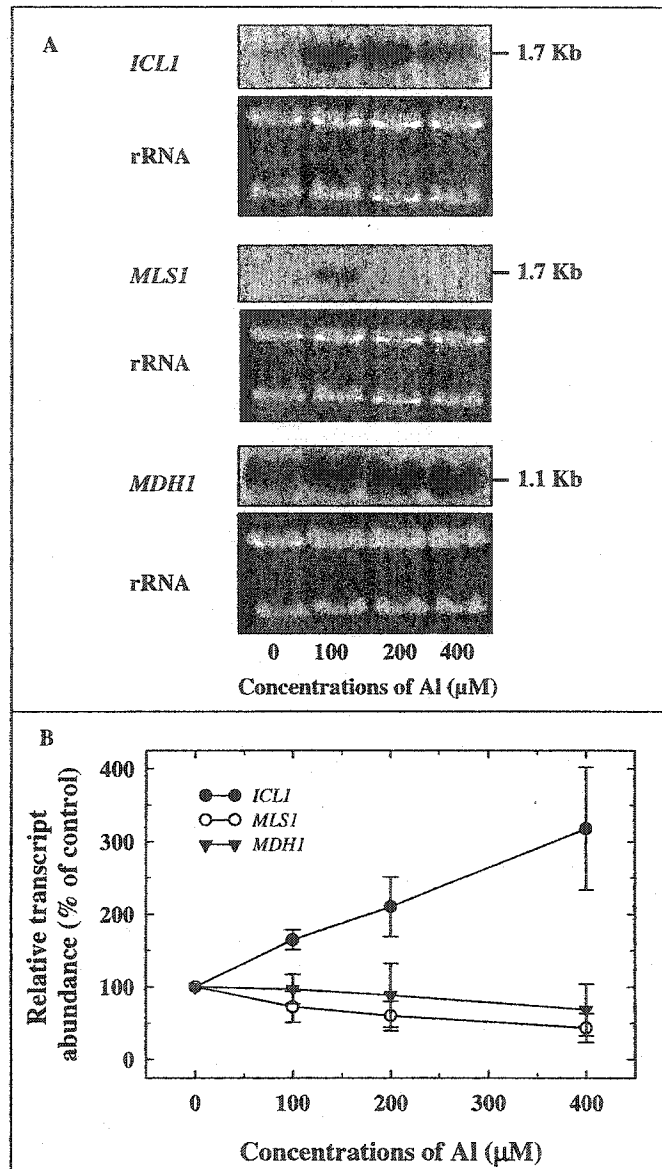 A
ICL1
1.7 Kb
rRNA
MLS1
1.7 Kb
rRNA
MDH1
1.1 Kb
rRNA
0 100 200 400
Concentrations of Al (µM)
B
400
300
200
100
0
Relative transcript
abundance (% of control)
ICL1
MLS1
MDH1
0 100 200 300 400
Concentrations of Al (µM)